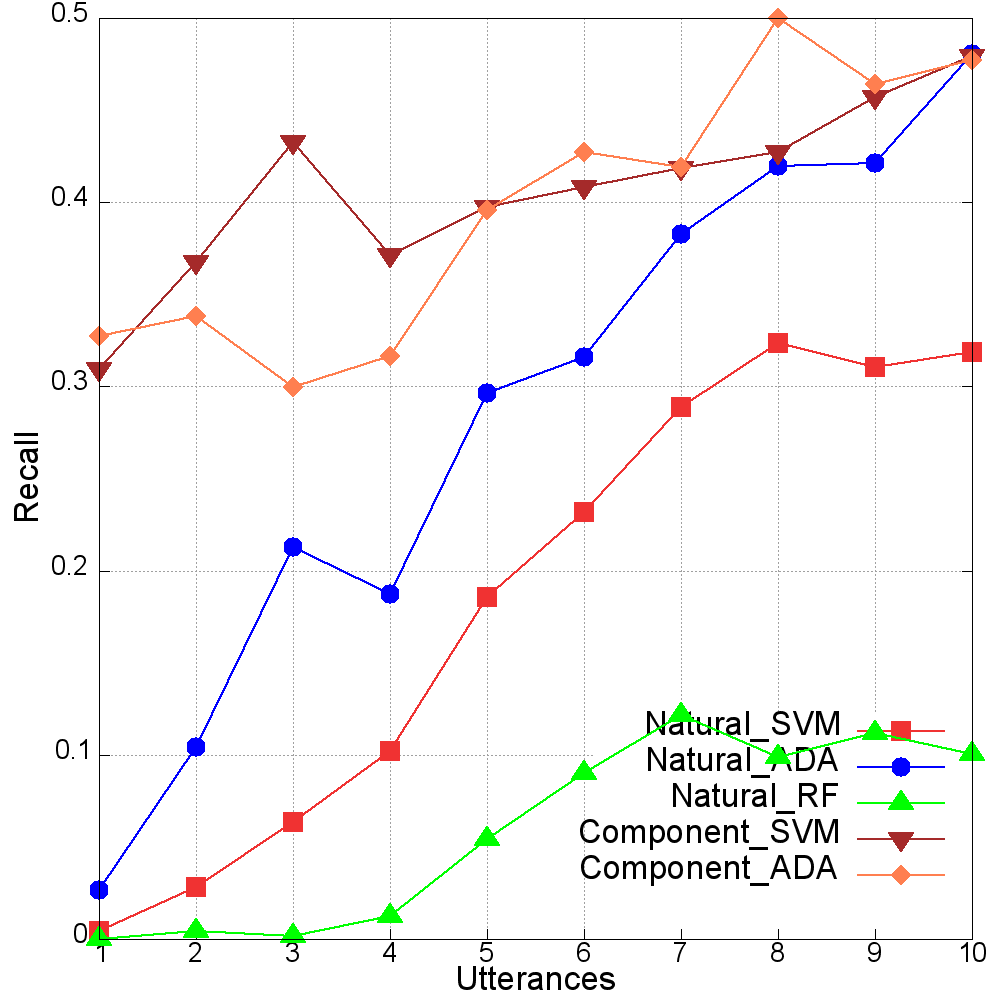 0.5
0.4
0.3
0.2
0.1
0
Recall
Natural_SVM
Natural_ADA
Natural_RF
Component_SVM
Component_ADA
1 2 3 4 5 6 7 8 9 10
Utterances